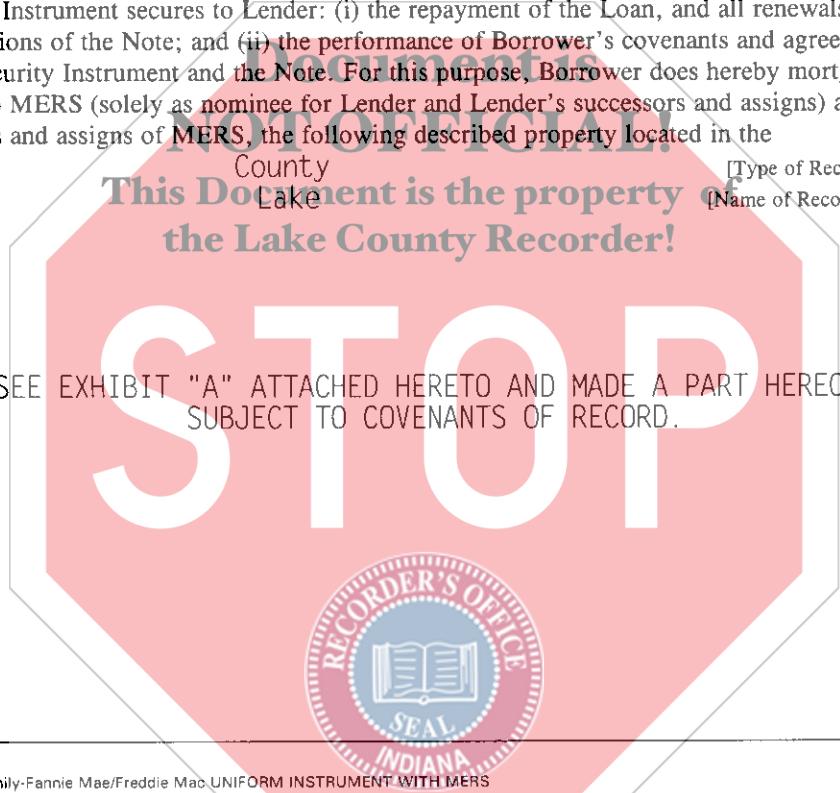 Instrument secures to Lender: (i) the repayment of the Loan, and all renewals
ions of the Note; and (ii) the performance of Borrower's covenants and agree
curity Instrument and the Note. For this purpose, Borrower does hereby mort
MERS (solely as nominee for Lender and Lender's successors and assigns) a
s and assigns of MERS, the following described property located in the
County [Type of Rec
Lake [Name of Reco
Document is
NOT OFFICIAL!
This Document is the property of
the Lake County Recorder!
STOP
SEE EXHIBIT "A" ATTACHED HERETO AND MADE A PART HEREO
SUBJECT TO COVENANTS OF RECORD.
RECORDER'S OFFICE
SEAL
INDIANA
nily-Fannie Mae/Freddie Mac UNIFORM INSTRUMENT WITH MERS